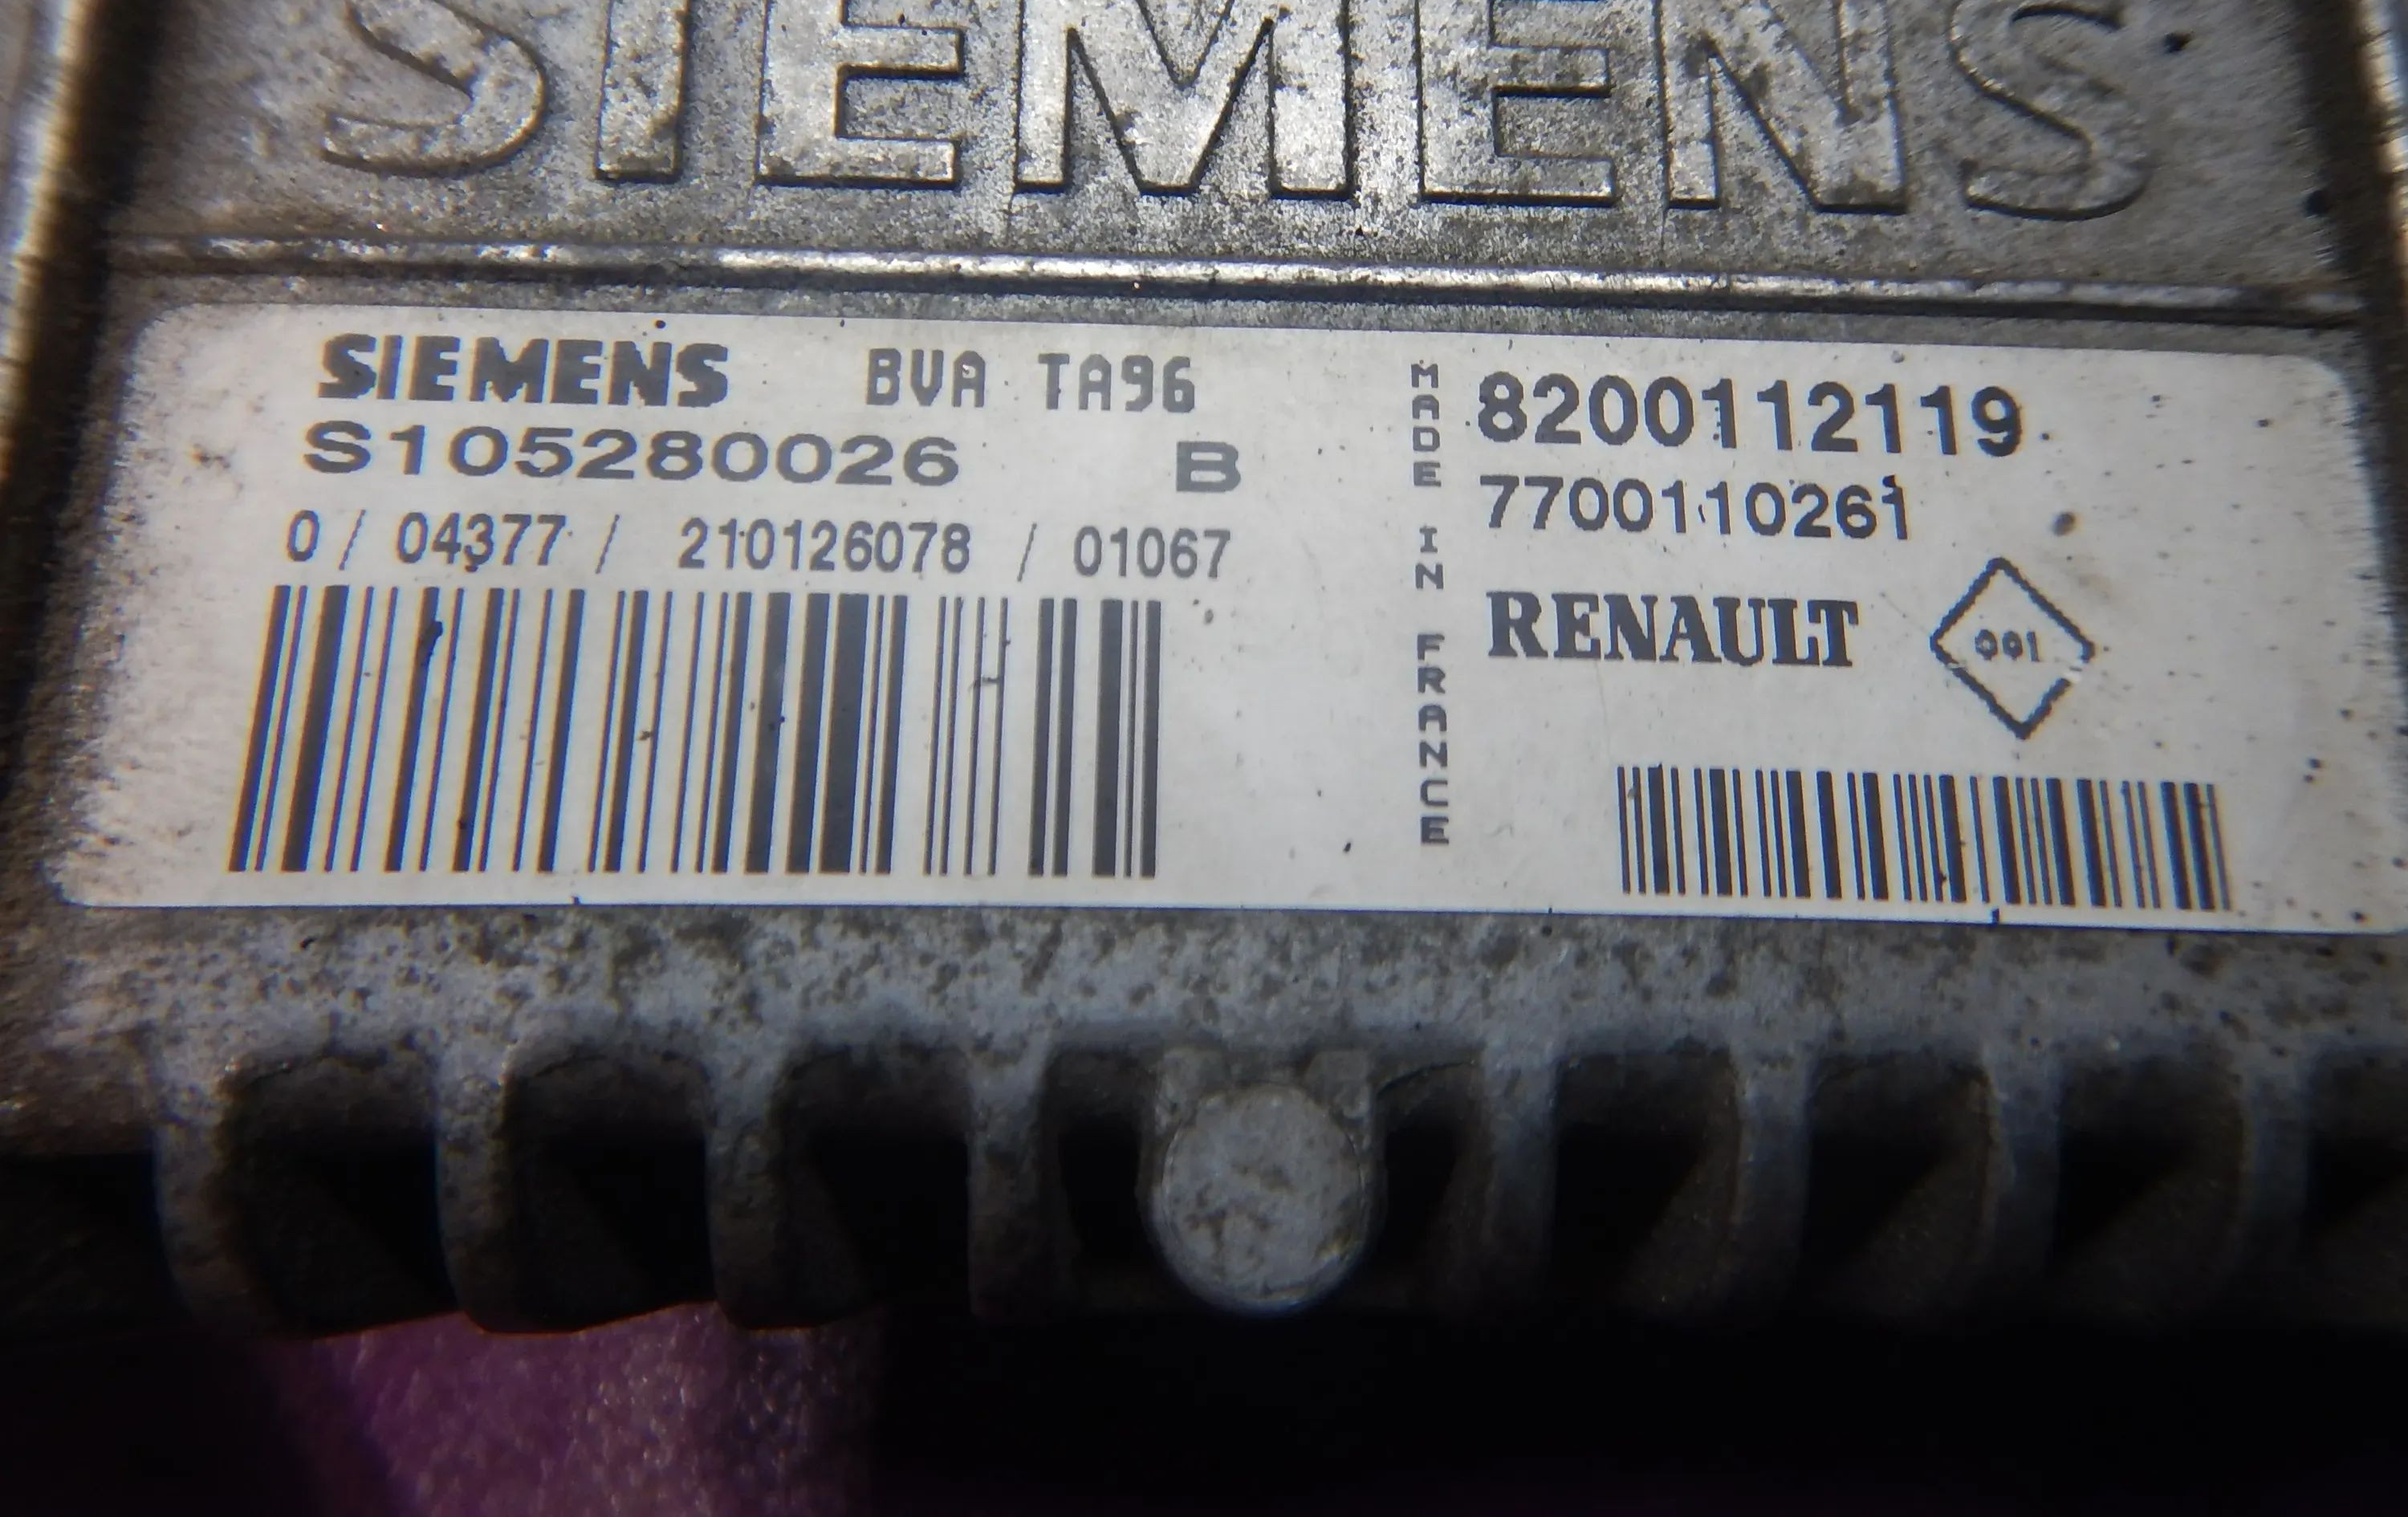 SIEMENS
SIEMENS BVA TA96
S105280026 B
0 / 04377 / 210126078 / 01067
MADE IN FRANCE
8200112119
7700110261
RENAULT 001